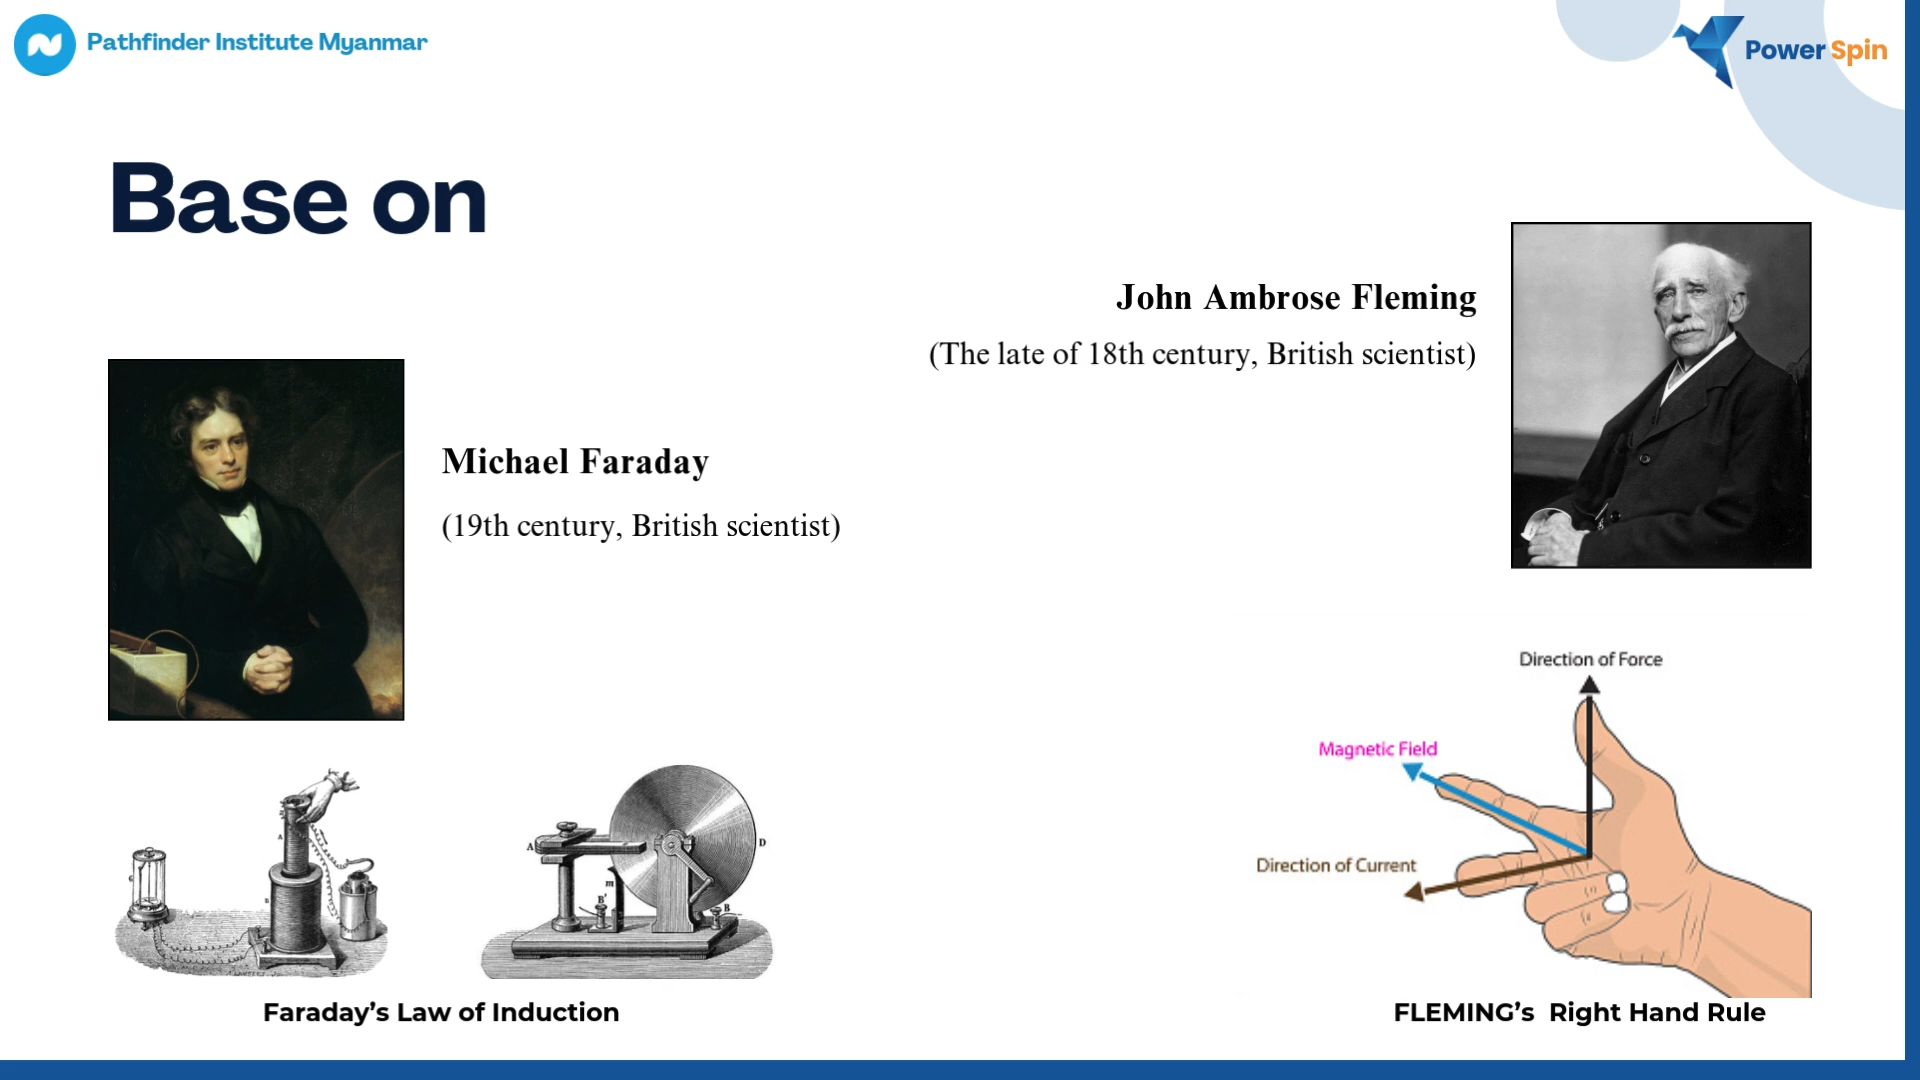 Pathfinder Institute Myanmar
Power Spin
Base on
John Ambrose Fleming
(The late of 18th century, British scientist)
Michael Faraday
(19th century, British scientist)
Direction of Force
Magnetic Field
Direction of Current
A
B
A
D
m
B'
B
Faraday’s Law of Induction
FLEMING’s Right Hand Rule